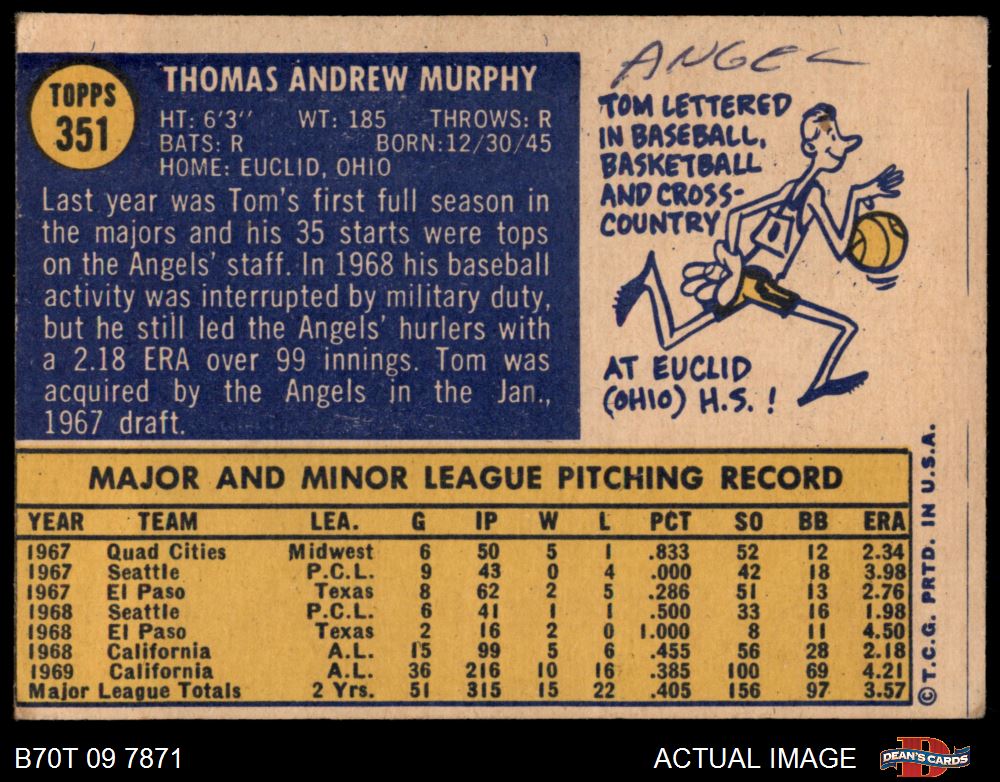 ANGEL
TOPPS
351
THOMAS ANDREW MURPHY
HT: 6'3" WT: 185 THROWS: R
BATS: R BORN:12/30/45
HOME: EUCLID, OHIO
Last year was Tom's first full season in
the majors and his 35 starts were tops
on the Angels' staff. In 1968 his baseball
activity was interrupted by military duty,
but he still led the Angels' hurlers with
a 2.18 ERA over 99 innings. Tom was
acquired by the Angels in the Jan.,
1967 draft.
TOM LETTERED
IN BASEBALL,
BASKETBALL
AND CROSS-
COUNTRY
AT EUCLID
(OHIO) H.S. !
MAJOR AND MINOR LEAGUE PITCHING RECORD
YEAR TEAM LEA. G IP W L PCT SO BB ERA
1967 Quad Cities Midwest 6 50 5 1 .833 52 12 2.34
1967 Seattle P.C.L. 9 43 0 4 .000 42 18 3.98
1967 El Paso Texas 8 62 2 5 .286 51 13 2.76
1968 Seattle P.C.L. 6 41 1 1 .500 33 16 1.98
1968 El Paso Texas 2 16 2 0 1.000 8 11 4.50
1968 California A.L. 15 99 5 6 .455 56 28 2.18
1969 California A.L. 36 216 10 16 .385 100 69 4.21
Major League Totals 2 Yrs. 51 315 15 22 .405 156 97 3.57
©T.C.G. PRTD. IN U.S.A.
B70T 09 7871
ACTUAL IMAGE
DEAN'S CARDS